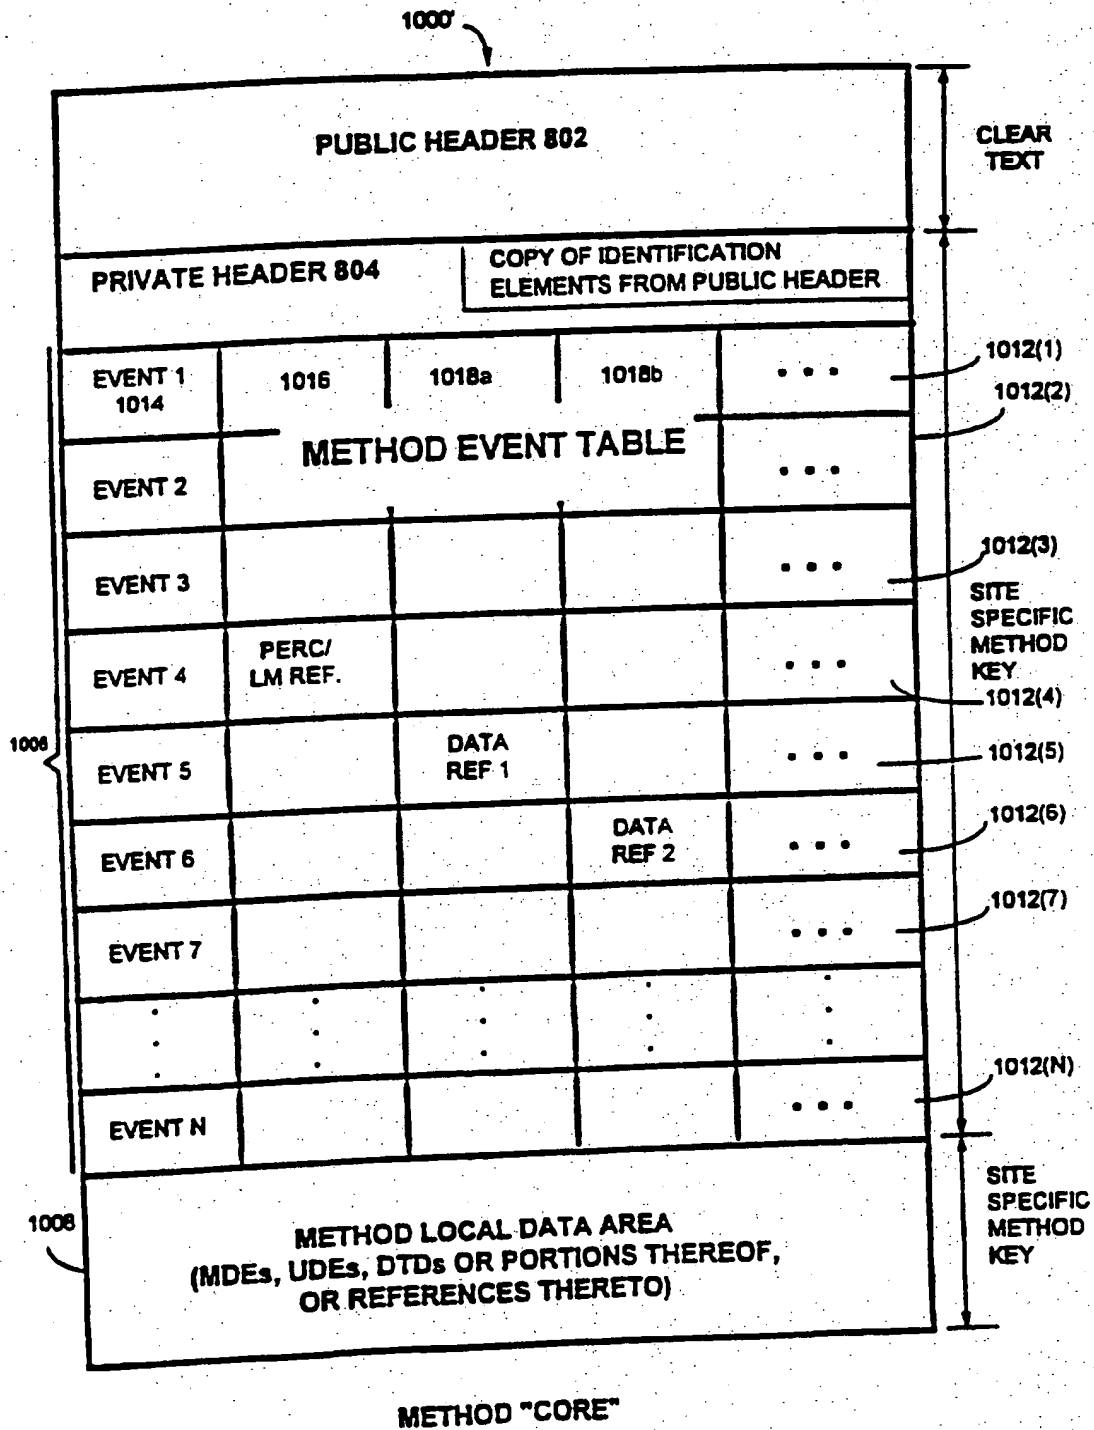 1000'
PUBLIC HEADER 802
CLEAR
TEXT
PRIVATE HEADER 804
COPY OF IDENTIFICATION
ELEMENTS FROM PUBLIC HEADER
EVENT 1
1014
1016
1018a
1018b
• • •
1012(1)
1012(2)
METHOD EVENT TABLE
EVENT 2
• • •
EVENT 3
• • •
1012(3)
SITE
SPECIFIC
METHOD
KEY
EVENT 4
PERC/
LM REF.
• • •
1012(4)
1006
EVENT 5
DATA
REF 1
• • •
1012(5)
EVENT 6
DATA
REF 2
• • •
1012(6)
EVENT 7
• • •
1012(7)
EVENT N
• • •
1012(N)
1008
METHOD LOCAL DATA AREA
(MDEs, UDEs, DTDs OR PORTIONS THEREOF,
OR REFERENCES THERETO)
SITE
SPECIFIC
METHOD
KEY
METHOD "CORE"